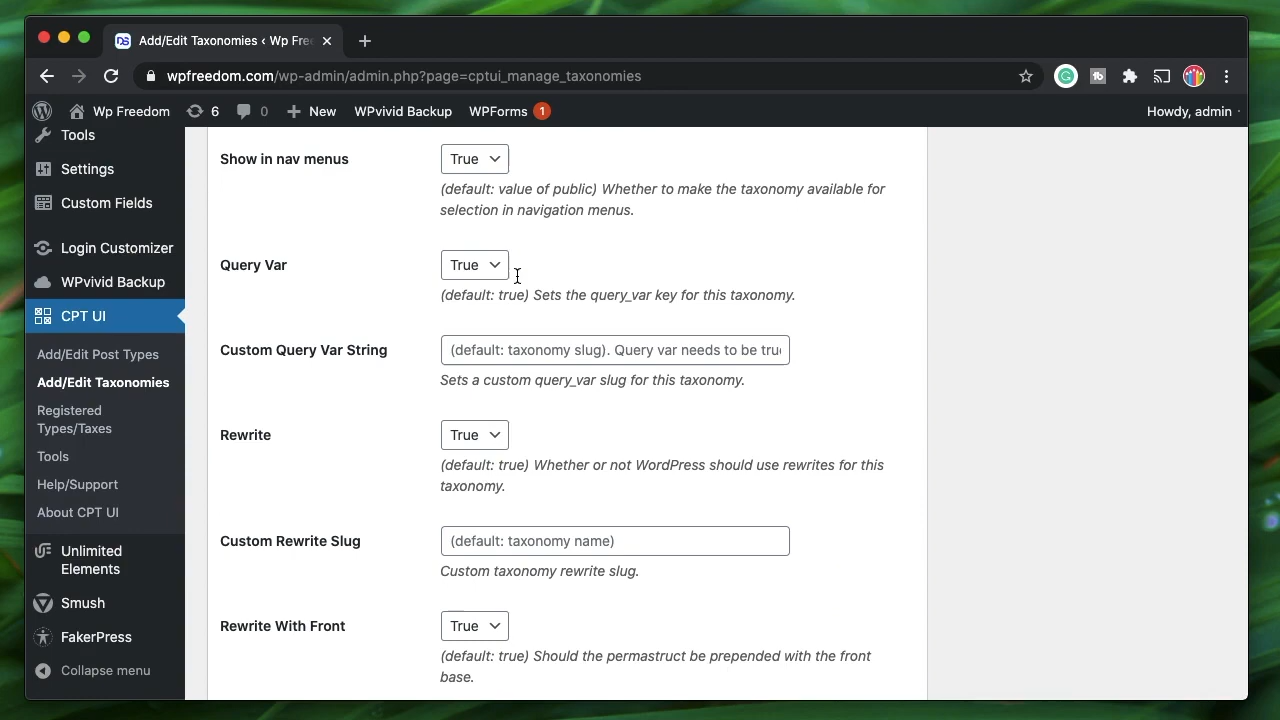 Add/Edit Taxonomies ‹ Wp Free
wpfreedom.com/wp-admin/admin.php?page=cptui_manage_taxonomies
Wp Freedom 6 0 New WPvivid Backup WPForms 1 Howdy, admin
Tools
Settings
Custom Fields
Login Customizer
WPvivid Backup
CPT UI
Add/Edit Post Types
Add/Edit Taxonomies
Registered
Types/Taxes
Tools
Help/Support
About CPT UI
Unlimited
Elements
Smush
FakerPress
Collapse menu
Show in nav menus
True
(default: value of public) Whether to make the taxonomy available for
selection in navigation menus.
Query Var
True
(default: true) Sets the query_var key for this taxonomy.
Custom Query Var String
(default: taxonomy slug). Query var needs to be tru
Sets a custom query_var slug for this taxonomy.
Rewrite
True
(default: true) Whether or not WordPress should use rewrites for this
taxonomy.
Custom Rewrite Slug
(default: taxonomy name)
Custom taxonomy rewrite slug.
Rewrite With Front
True
(default: true) Should the permastruct be prepended with the front
base.